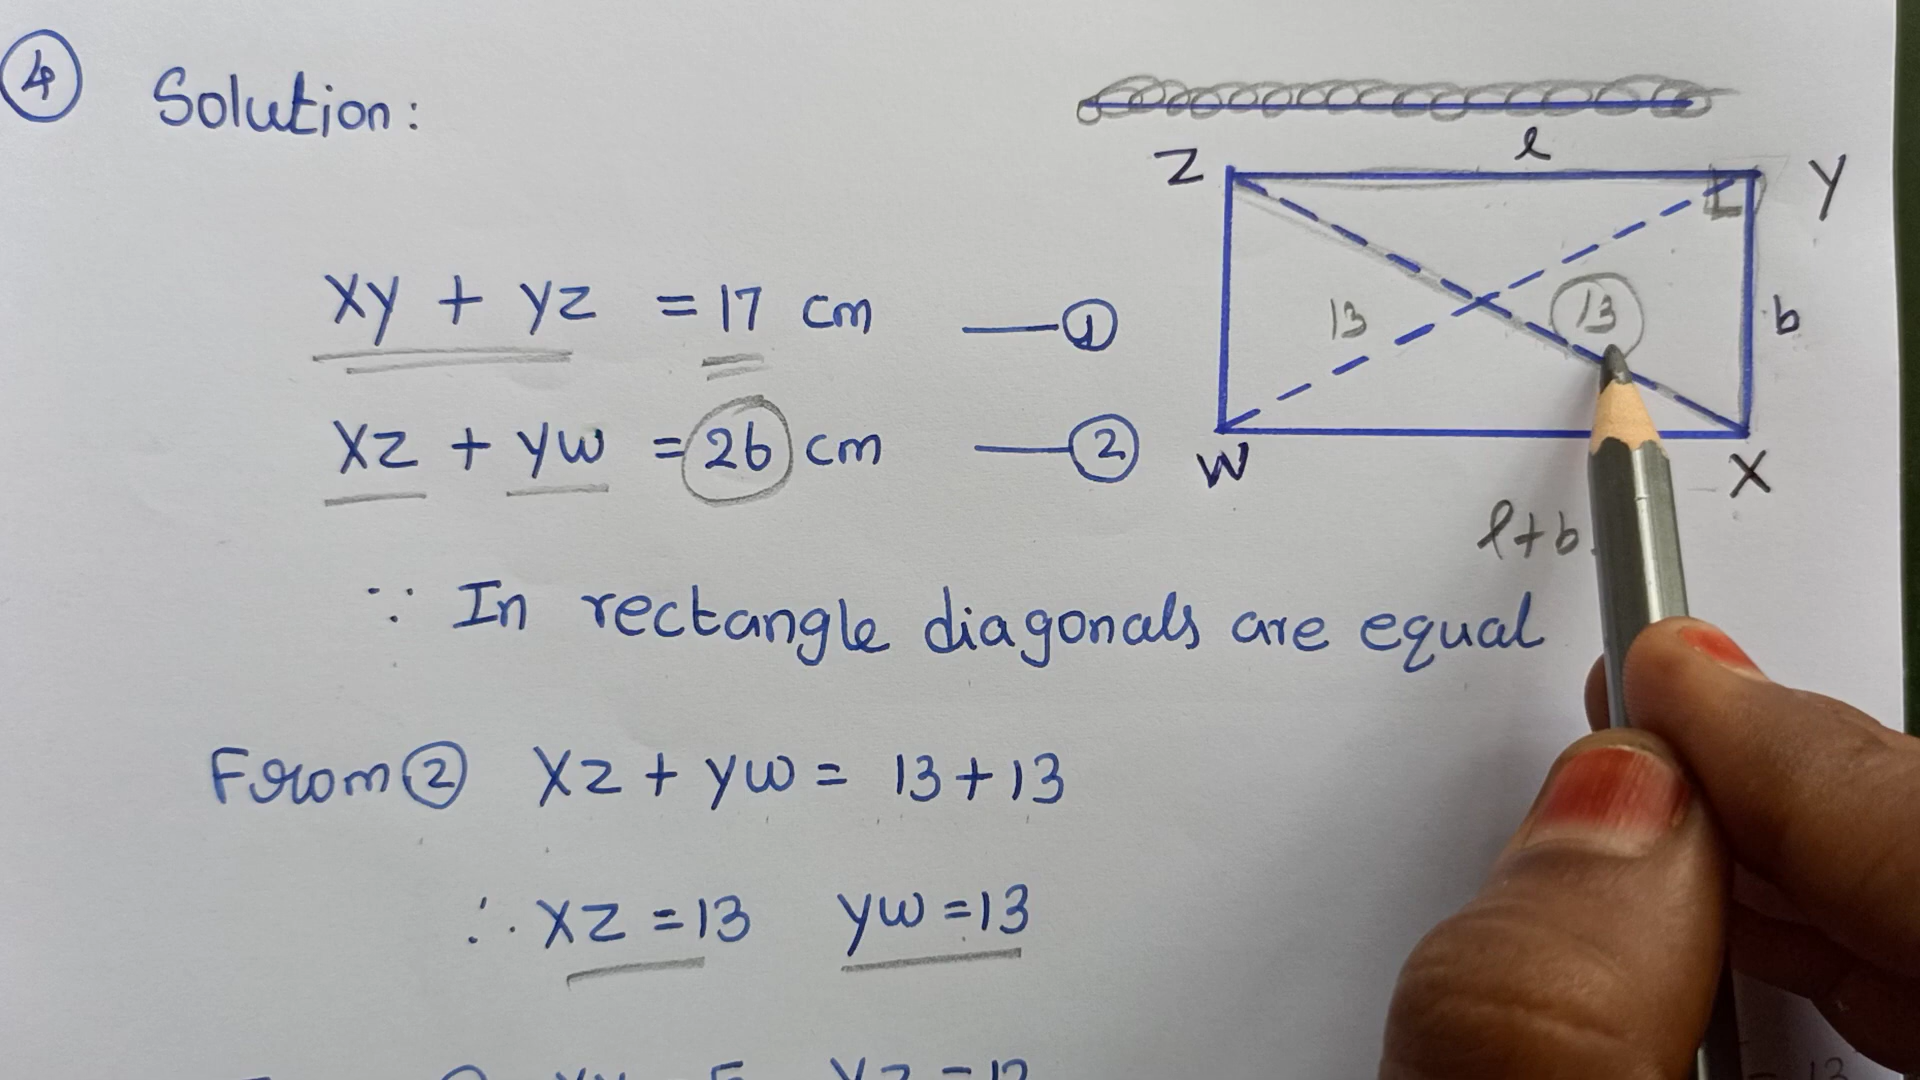 4 Solution:
l
Z Y
xy + yz = 17 cm — 1
13 13 b
xz + yw = 26 cm — 2
W X
l+b
∵ In rectangle diagonals are equal
From 2 xz + yw = 13 + 13
∴ xz = 13 yw = 13